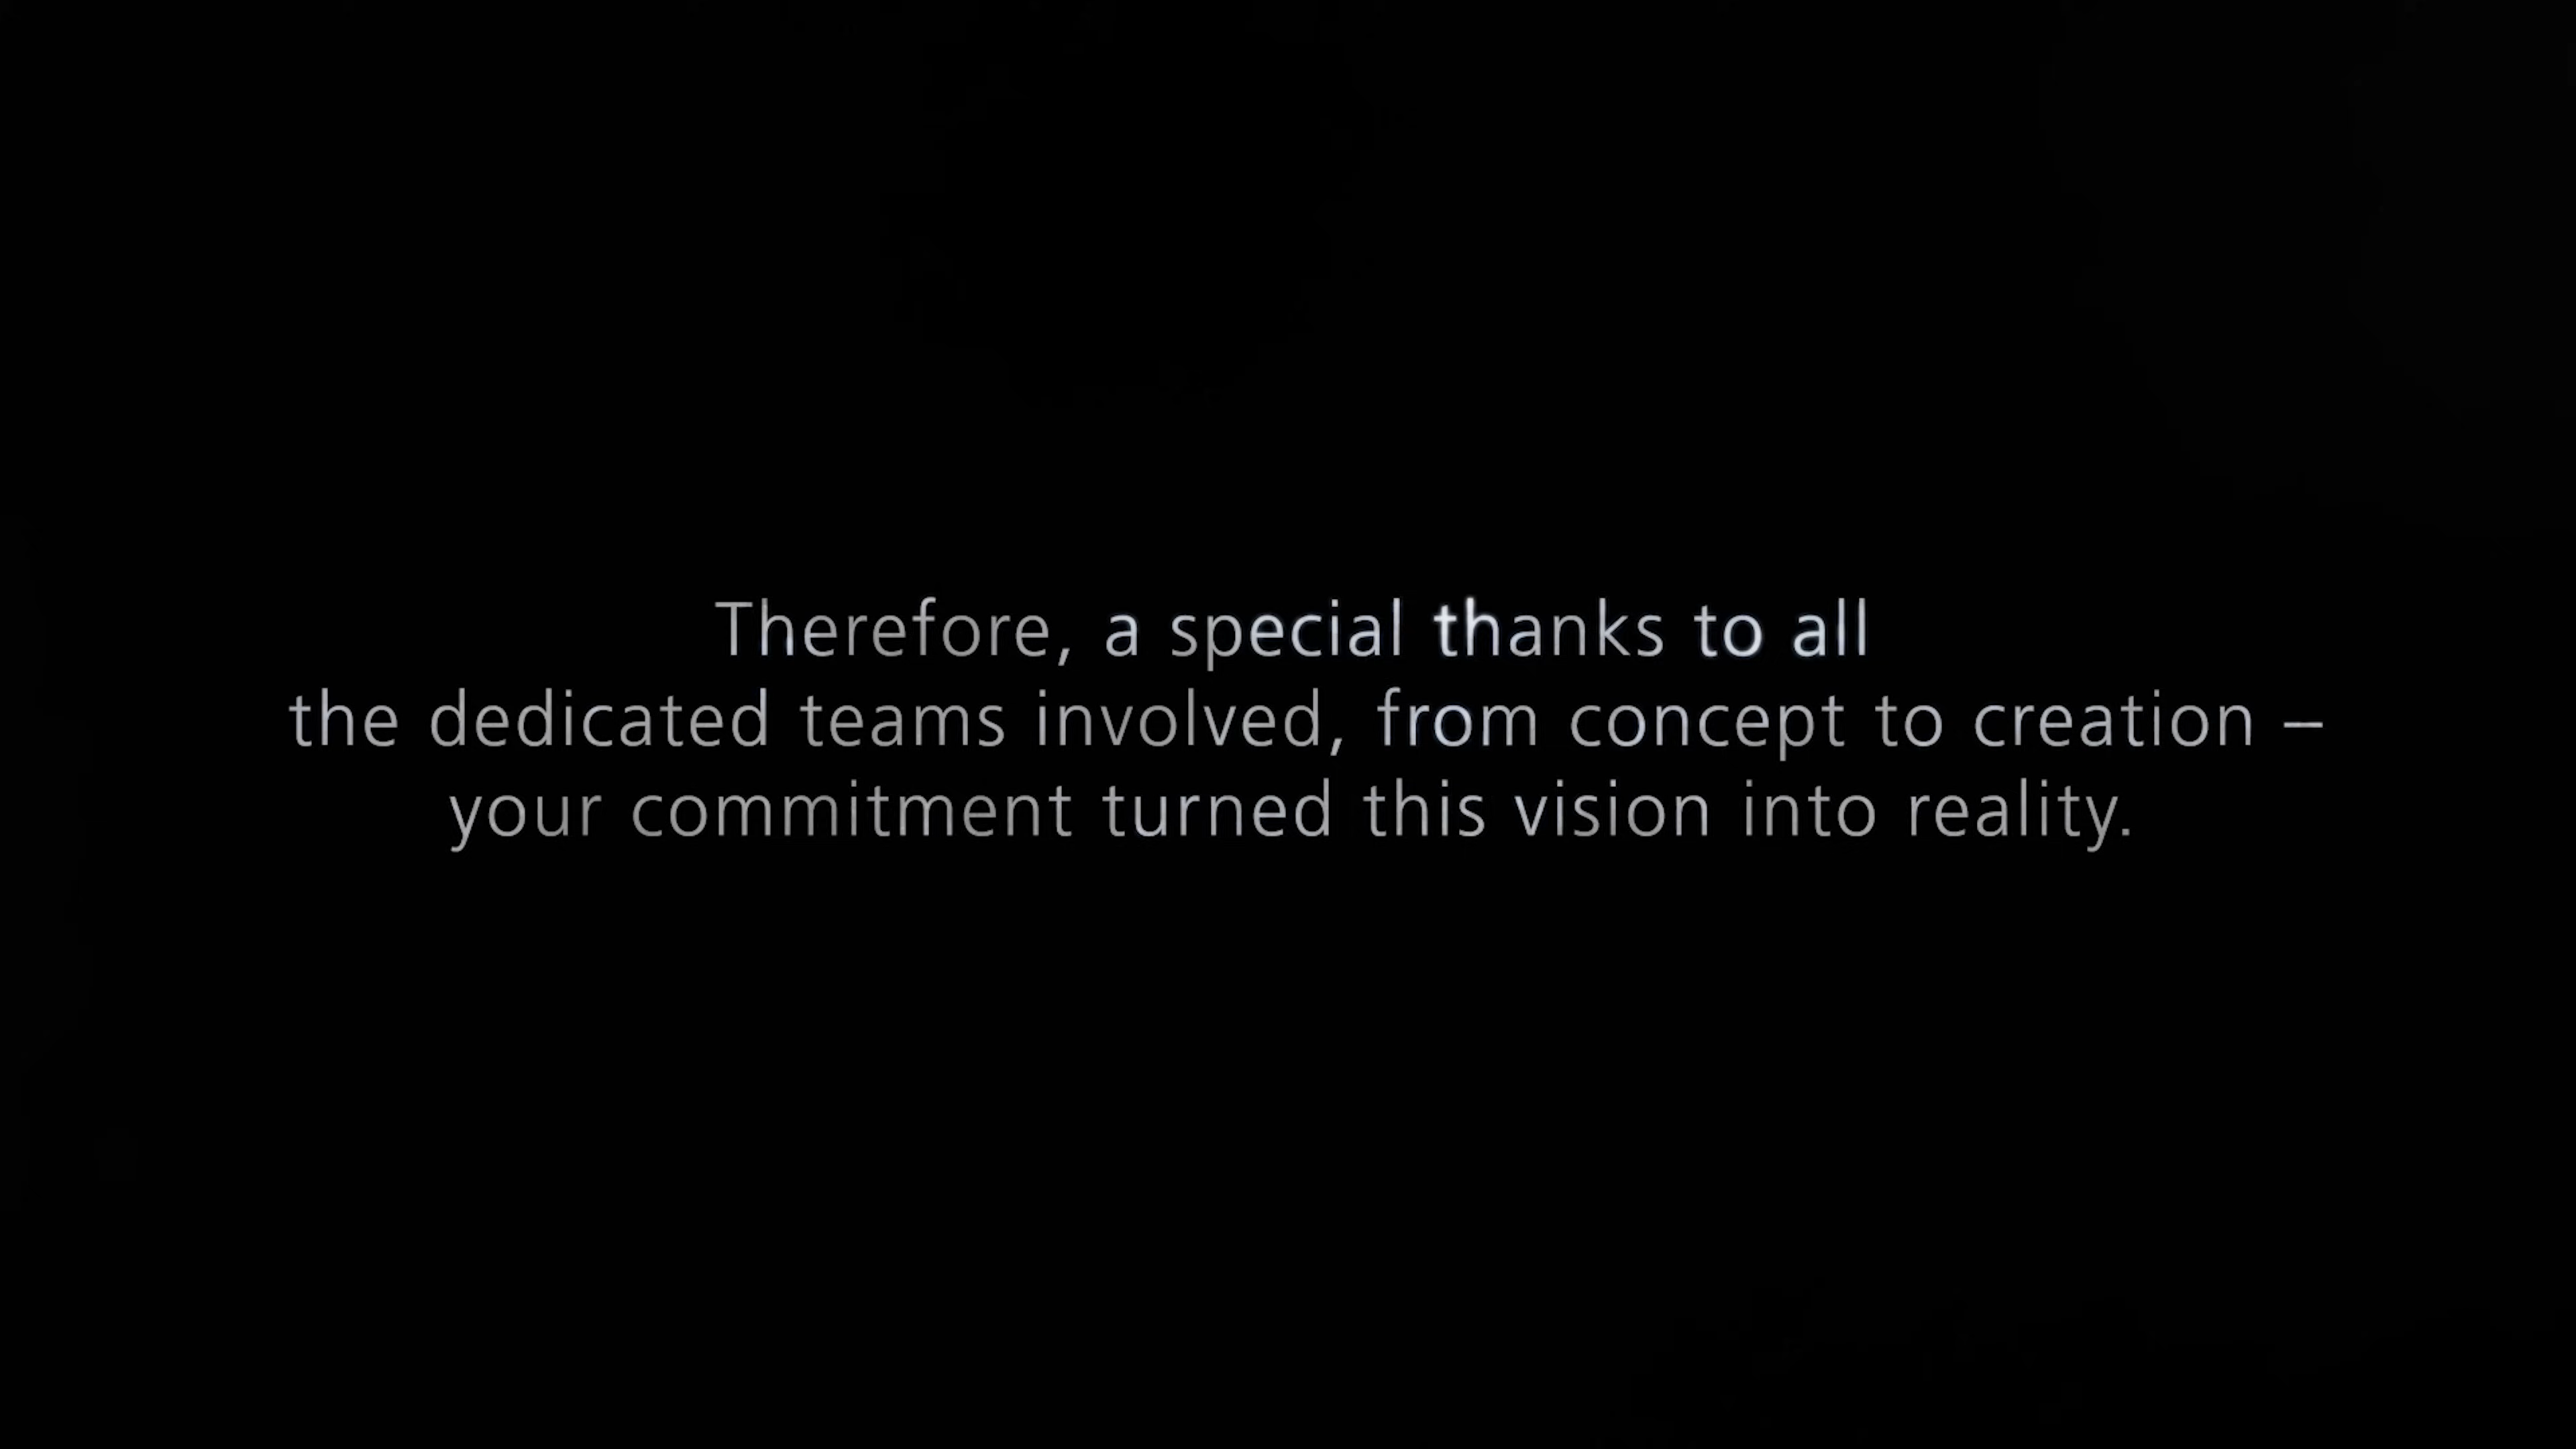 Therefore, a special thanks to all
the dedicated teams involved, from concept to creation –
your commitment turned this vision into reality.